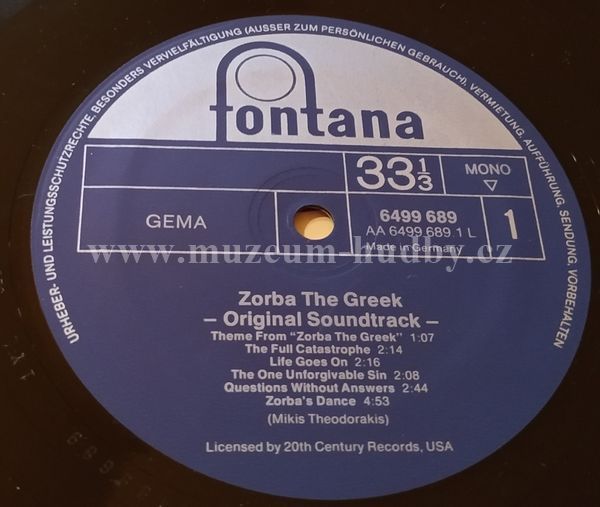 URHEBER- UND LEISTUNGSSCHUTZRECHTE, BESONDERS VERVIELFÄLTIGUNG (AUSSER ZUM PERSÖNLICHEN GEBRAUCH), VERMIETUNG, AUFFÜHRUNG, SENDUNG, VORBEHALTEN
fontana
33 1/3
MONO
GEMA
6499 689
AA 6499 689.1 L
Made in Germany
1
www.muzeum-hudby.cz
Zorba The Greek
– Original Soundtrack –
Theme From "Zorba The Greek" 1:07
The Full Catastrophe 2:14
Life Goes On 2:16
The One Unforgivable Sin 2:08
Questions Without Answers 2:44
Zorba's Dance 4:53
(Mikis Theodorakis)
Licensed by 20th Century Records, USA